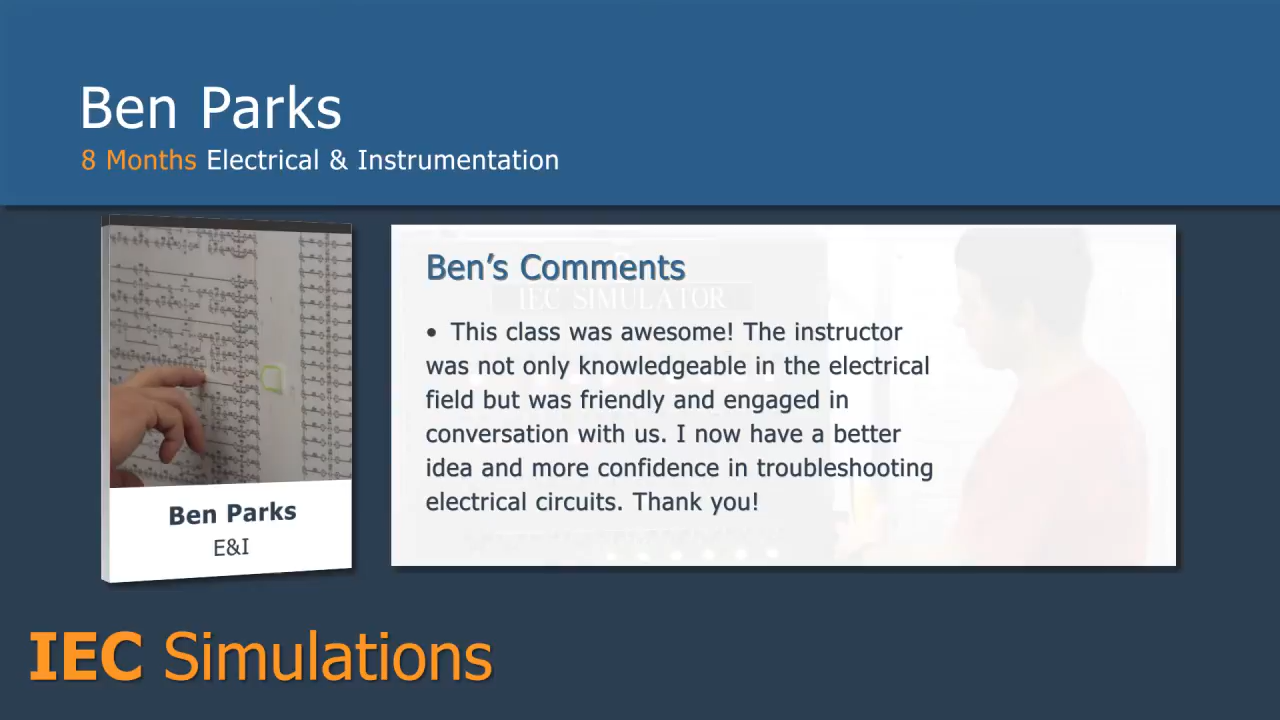 Ben Parks
8 Months Electrical & Instrumentation
Ben's Comments
IEC SIMULATOR
• This class was awesome! The instructor
was not only knowledgeable in the electrical
field but was friendly and engaged in
conversation with us. I now have a better
idea and more confidence in troubleshooting
electrical circuits. Thank you!
Ben Parks
E&I
IEC Simulations